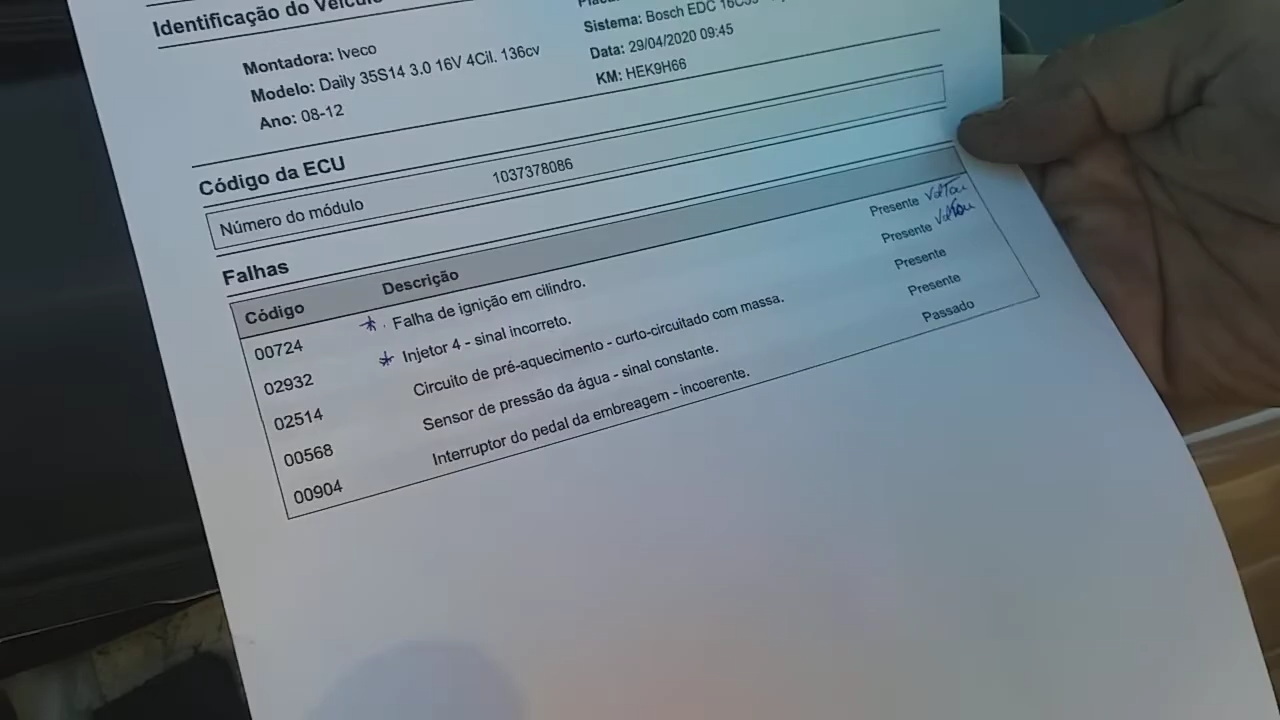 Identificação do Veículo
Montadora: Iveco
Modelo: Daily 35S14 3.0 16V 4Cil. 136cv
Ano: 08-12
Sistema: Bosch EDC
Data: 29/04/2020 09:45
KM: HEK9H66
Código da ECU
Número do módulo 1037378086
Falhas
Código Descrição
00724 * . Falha de ignição em cilindro. Presente Voltou
02932 * Injetor 4 - sinal incorreto. Presente Voltou
02514 Circuito de pré-aquecimento - curto-circuitado com massa. Presente
00568 Sensor de pressão da água - sinal constante. Presente
00904 Interruptor do pedal da embreagem - incoerente. Passado